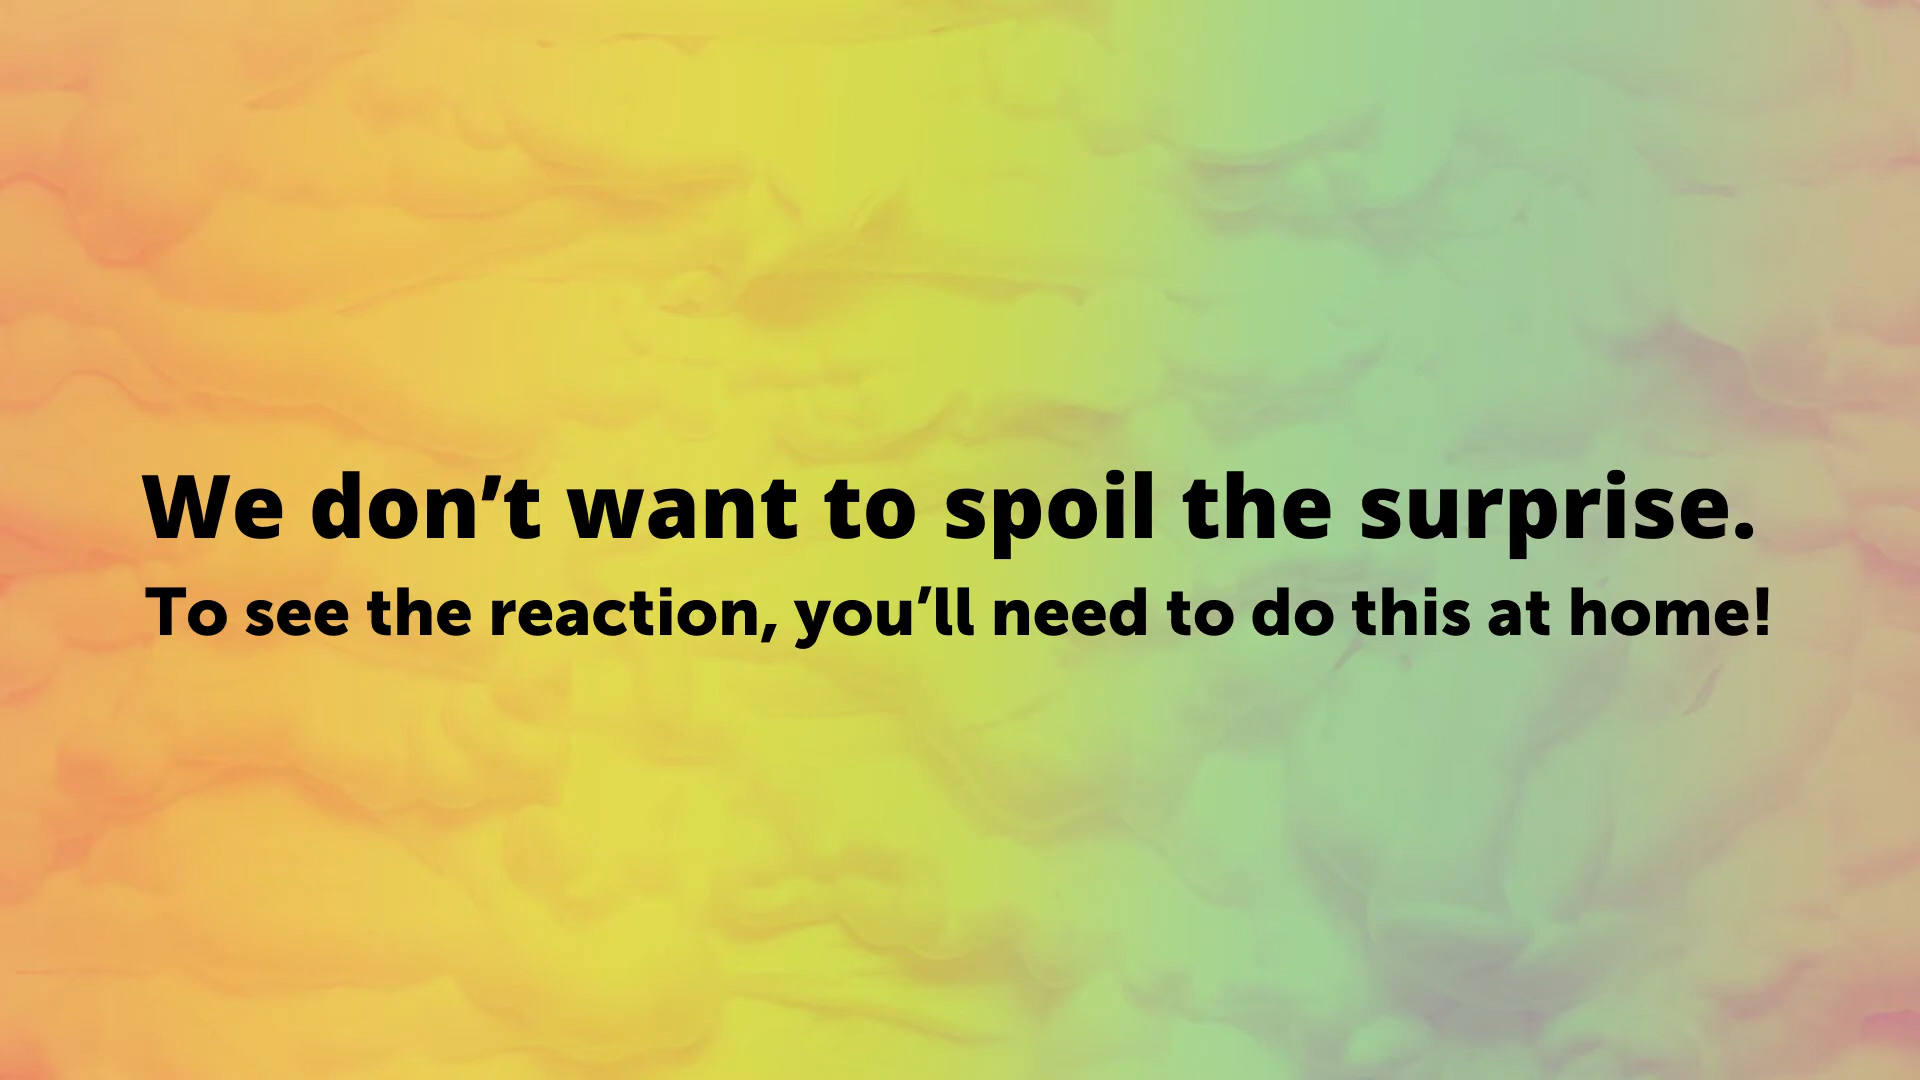 We don’t want to spoil the surprise.
To see the reaction, you’ll need to do this at home!